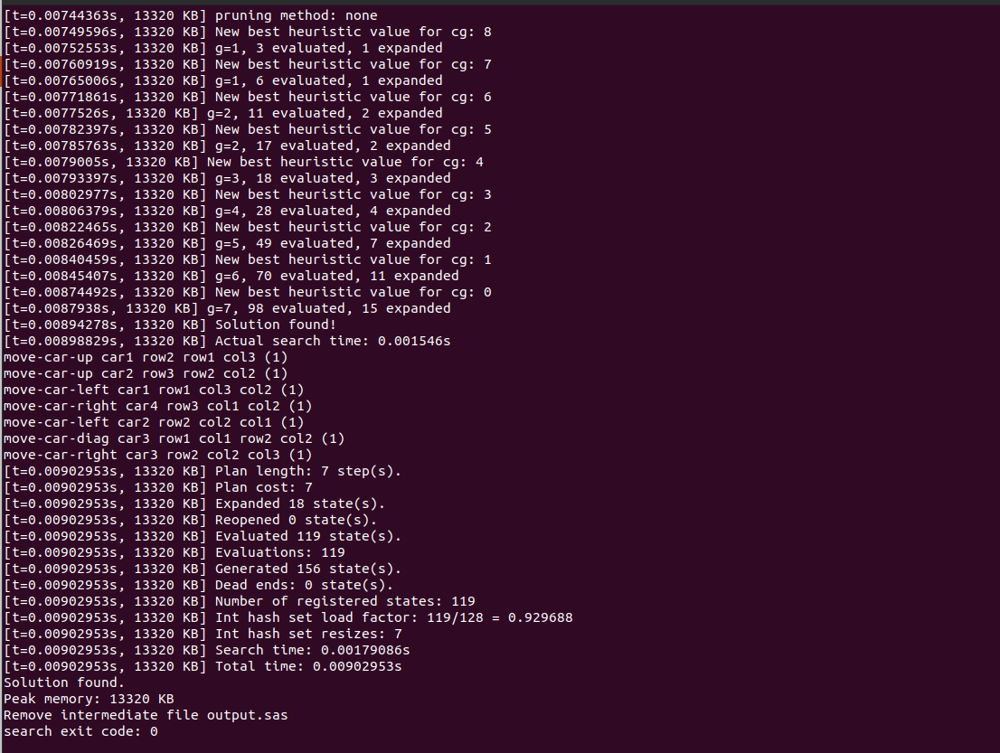 [t=0.00744363s, 13320 KB] pruning method: none
[t=0.00749596s, 13320 KB] New best heuristic value for cg: 8
[t=0.00752553s, 13320 KB] g=1, 3 evaluated, 1 expanded
[t=0.00760919s, 13320 KB] New best heuristic value for cg: 7
[t=0.00765006s, 13320 KB] g=1, 6 evaluated, 1 expanded
[t=0.00771861s, 13320 KB] New best heuristic value for cg: 6
[t=0.0077526s, 13320 KB] g=2, 11 evaluated, 2 expanded
[t=0.00782397s, 13320 KB] New best heuristic value for cg: 5
[t=0.00785763s, 13320 KB] g=2, 17 evaluated, 2 expanded
[t=0.0079005s, 13320 KB] New best heuristic value for cg: 4
[t=0.00793397s, 13320 KB] g=3, 18 evaluated, 3 expanded
[t=0.00802977s, 13320 KB] New best heuristic value for cg: 3
[t=0.00806379s, 13320 KB] g=4, 28 evaluated, 4 expanded
[t=0.00822465s, 13320 KB] New best heuristic value for cg: 2
[t=0.00826469s, 13320 KB] g=5, 49 evaluated, 7 expanded
[t=0.00840459s, 13320 KB] New best heuristic value for cg: 1
[t=0.00845407s, 13320 KB] g=6, 70 evaluated, 11 expanded
[t=0.00874492s, 13320 KB] New best heuristic value for cg: 0
[t=0.0087938s, 13320 KB] g=7, 98 evaluated, 15 expanded
[t=0.00894278s, 13320 KB] Solution found!
[t=0.00898829s, 13320 KB] Actual search time: 0.001546s
move-car-up car1 row2 row1 col3 (1)
move-car-up car2 row3 row2 col2 (1)
move-car-left car1 row1 col3 col2 (1)
move-car-right car4 row3 col1 col2 (1)
move-car-left car2 row2 col2 col1 (1)
move-car-diag car3 row1 col1 row2 col2 (1)
move-car-right car3 row2 col2 col3 (1)
[t=0.00902953s, 13320 KB] Plan length: 7 step(s).
[t=0.00902953s, 13320 KB] Plan cost: 7
[t=0.00902953s, 13320 KB] Expanded 18 state(s).
[t=0.00902953s, 13320 KB] Reopened 0 state(s).
[t=0.00902953s, 13320 KB] Evaluated 119 state(s).
[t=0.00902953s, 13320 KB] Evaluations: 119
[t=0.00902953s, 13320 KB] Generated 156 state(s).
[t=0.00902953s, 13320 KB] Dead ends: 0 state(s).
[t=0.00902953s, 13320 KB] Number of registered states: 119
[t=0.00902953s, 13320 KB] Int hash set load factor: 119/128 = 0.929688
[t=0.00902953s, 13320 KB] Int hash set resizes: 7
[t=0.00902953s, 13320 KB] Search time: 0.00179086s
[t=0.00902953s, 13320 KB] Total time: 0.00902953s
Solution found.
Peak memory: 13320 KB
Remove intermediate file output.sas
search exit code: 0